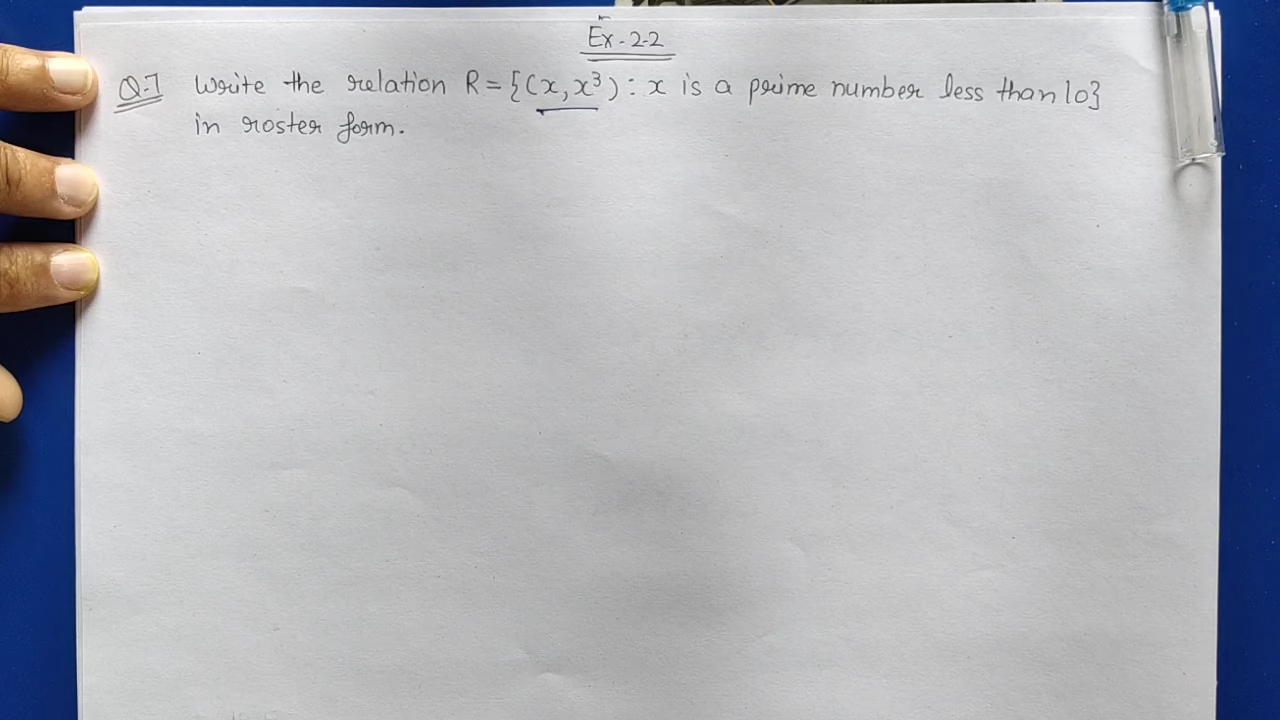 Ex-2.2
Q.7 Write the relation R = {(x, x³) : x is a prime number less than 10}
in roster form.